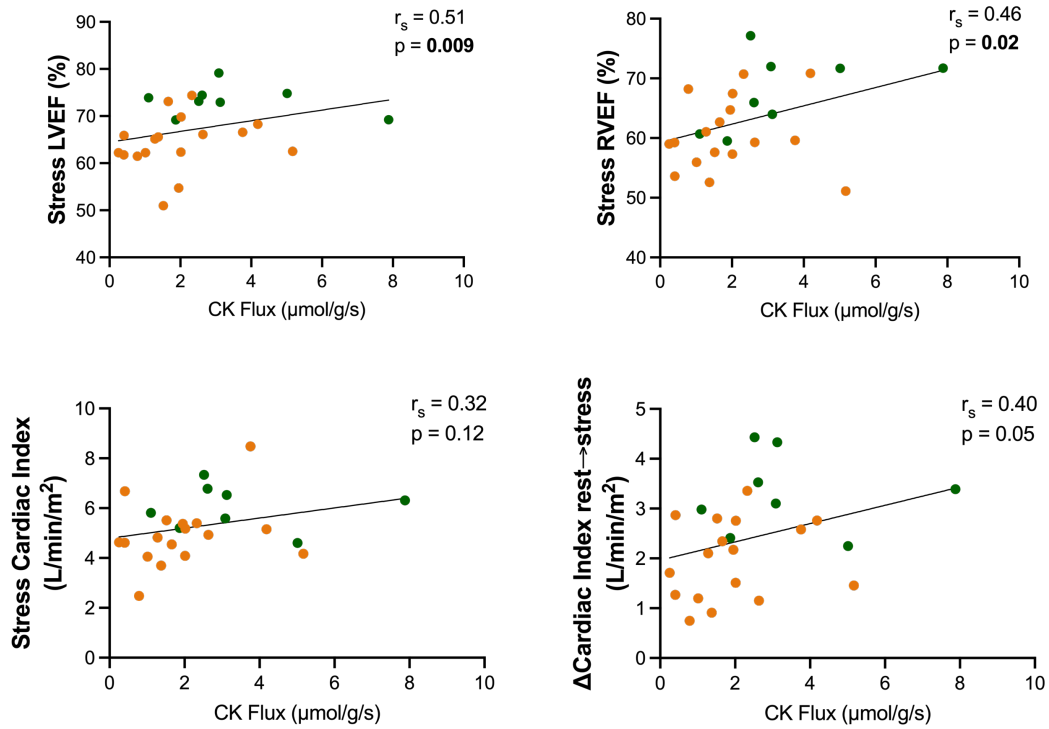 r_s = 0.51
p = 0.009
Stress LVEF (%)
90
80
70
60
50
40
0 2 4 6 8 10
CK Flux (µmol/g/s)
r_s = 0.46
p = 0.02
Stress RVEF (%)
80
70
60
50
40
0 2 4 6 8 10
CK Flux (µmol/g/s)
r_s = 0.32
p = 0.12
Stress Cardiac Index
(L/min/m²)
10
8
6
4
2
0
0 2 4 6 8 10
CK Flux (µmol/g/s)
r_s = 0.40
p = 0.05
ΔCardiac Index rest→stress
(L/min/m²)
5
4
3
2
1
0
0 2 4 6 8 10
CK Flux (µmol/g/s)